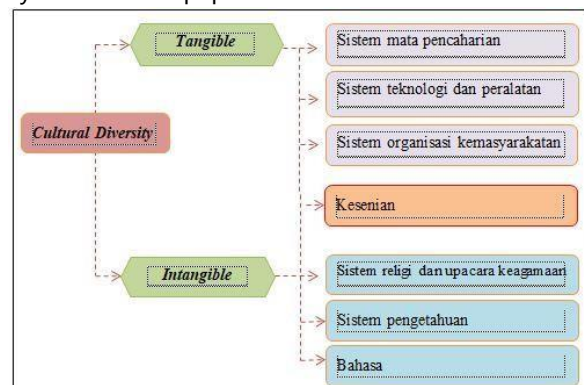 Tangible
Sistem mata pencaharian
Sistem teknologi dan peralatan
Cultural Diversity
Sistem organisasi kemasyarakatan
Kesenian
Intangible
Sistem religi dan upacara keagamaan
Sistem pengetahuan
Bahasa